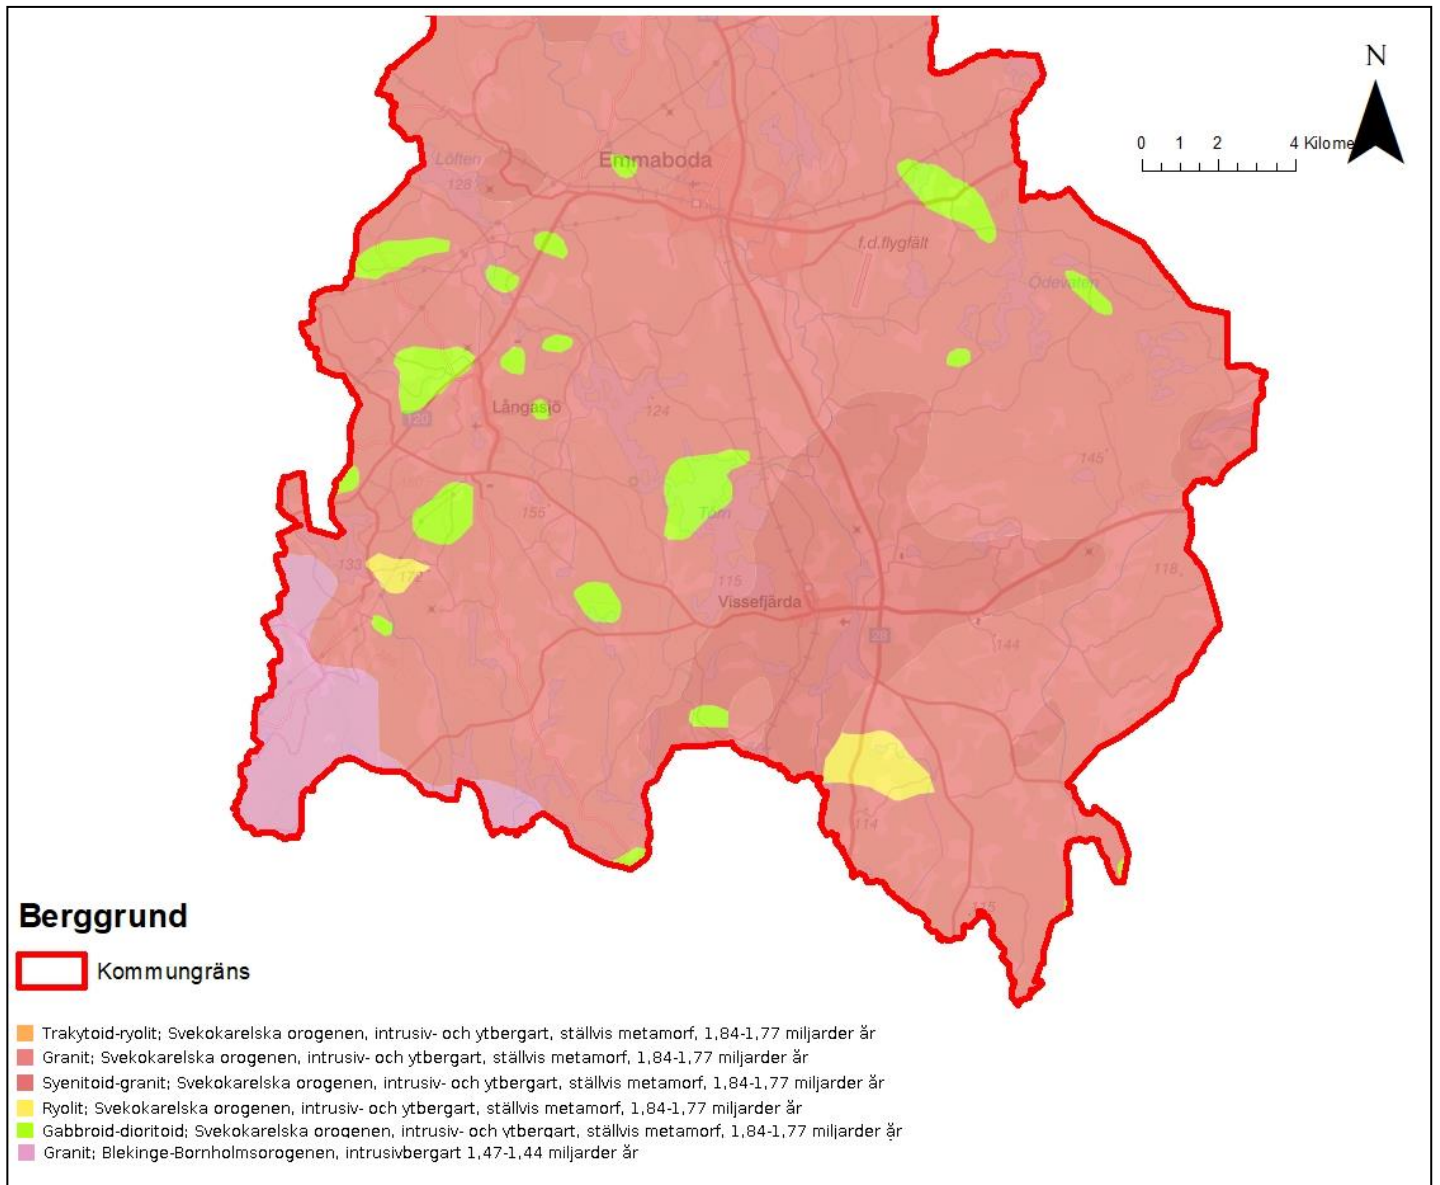 N
0 1 2 4 Kilome
Emmaboda
Löften
128
f.d.flygfält
Ödevaten
Långasjö
124
120
145
155
Törn
133
172
115
118
Vissefjärda
28
144
114
115
Berggrund
Kommungräns
Trakytoid-ryolit; Svekokarelska orogenen, intrusiv- och ytbergart, ställvis metamorf, 1,84-1,77 miljarder år
Granit; Svekokarelska orogenen, intrusiv- och ytbergart, ställvis metamorf, 1,84-1,77 miljarder år
Syenitoid-granit; Svekokarelska orogenen, intrusiv- och ytbergart, ställvis metamorf, 1,84-1,77 miljarder år
Ryolit; Svekokarelska orogenen, intrusiv- och ytbergart, ställvis metamorf, 1,84-1,77 miljarder år
Gabbroid-dioritoid; Svekokarelska orogenen, intrusiv- och ytbergart, ställvis metamorf, 1,84-1,77 miljarder år
Granit; Blekinge-Bornholmsorogenen, intrusivbergart 1,47-1,44 miljarder år